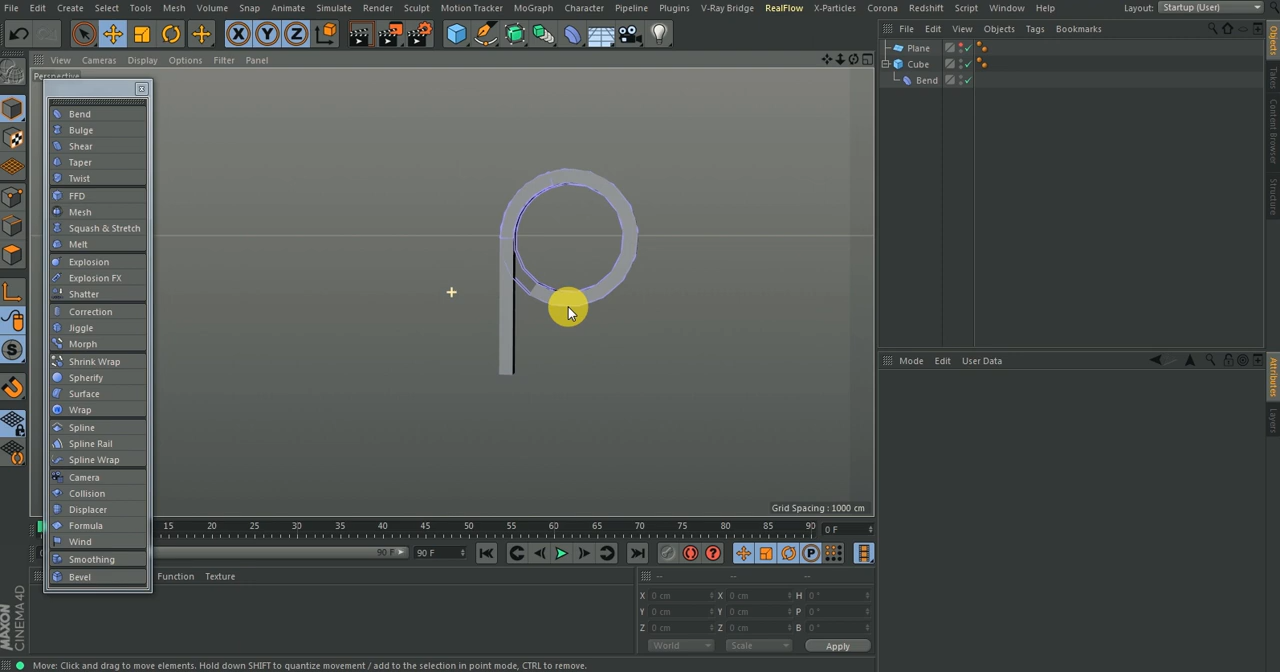 File Edit Create Select Tools Mesh Volume Snap Animate Simulate Render Sculpt Motion Tracker MoGraph Character Pipeline Plugins V-Ray Bridge RealFlow X-Particles Corona Redshift Script Window Help Layout: Startup (User)
X Y Z
File Edit View Objects Tags Bookmarks
Plane
Cube
Bend
View Cameras Display Options Filter Panel
Perspective
Bend
Bulge
Shear
Taper
Twist
FFD
Mesh
Squash & Stretch
Melt
Explosion
Explosion FX
Shatter
Correction
Jiggle
Morph
Shrink Wrap
Spherify
Surface
Wrap
Spline
Spline Rail
Spline Wrap
Camera
Collision
Displacer
Formula
Wind
Smoothing
Bevel
Objects
Takes
Content Browser
Structure
Mode Edit User Data
Attributes
Layers
S
Grid Spacing : 1000 cm
15 20 25 30 35 40 45 50 55 60 65 70 75 80 85 90 0 F
90 F 90 F
P
Function Texture
-- -- --
X 0 cm X 0 cm H 0 °
Y 0 cm Y 0 cm P 0 °
Z 0 cm Z 0 cm B 0 °
World Scale Apply
MAXON
CINEMA 4D
Move: Click and drag to move elements. Hold down SHIFT to quantize movement / add to the selection in point mode, CTRL to remove.